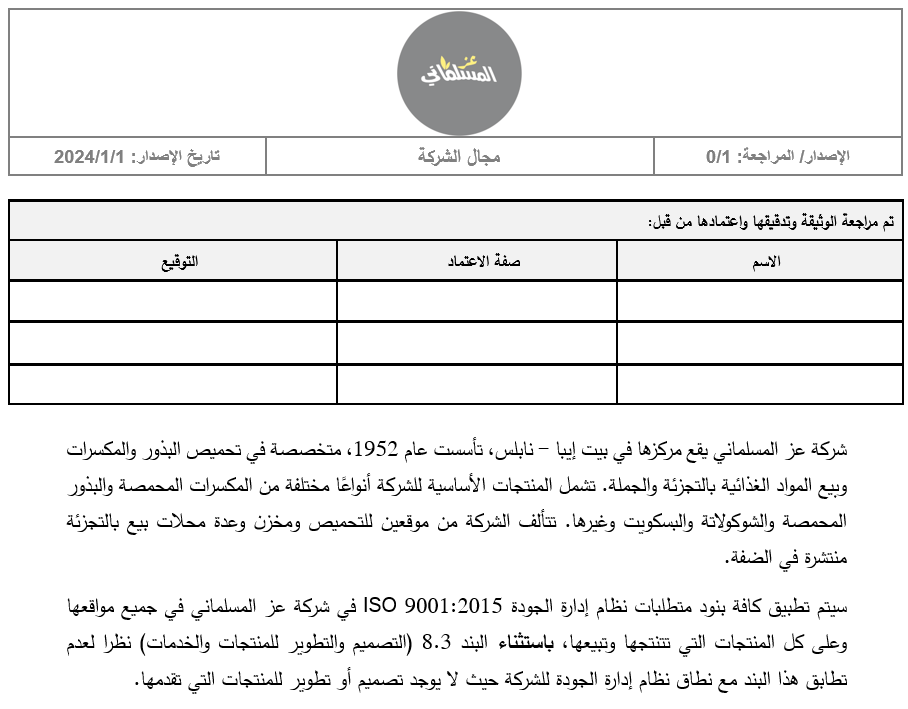 عز
المسلماني
الإصدار/ المراجعة: 0/1
مجال الشركة
تاريخ الإصدار: 2024/1/1
تم مراجعة الوثيقة وتدقيقها واعتمادها من قبل:
الاسم
صفة الاعتماد
التوقيع
شركة عز المسلماني يقع مركزها في بيت إيبا – نابلس، تأسست عام 1952، متخصصة في تحميص البذور والمكسرات
وبيع المواد الغذائية بالتجزئة والجملة. تشمل المنتجات الأساسية للشركة أنواعًا مختلفة من المكسرات المحمصة والبذور
المحمصة والشوكولاتة والبسكويت وغيرها. تتألف الشركة من موقعين للتحميص ومخزن وعدة محلات بيع بالتجزئة
منتشرة في الضفة.
سيتم تطبيق كافة بنود متطلبات نظام إدارة الجودة ISO 9001:2015 في شركة عز المسلماني في جميع مواقعها
وعلى كل المنتجات التي تتنتجها وتبيعها، باستثناء البند 8.3 (التصميم والتطوير للمنتجات والخدمات) نظرا لعدم
تطابق هذا البند مع نطاق نظام إدارة الجودة للشركة حيث لا يوجد تصميم أو تطوير للمنتجات التي تقدمها.